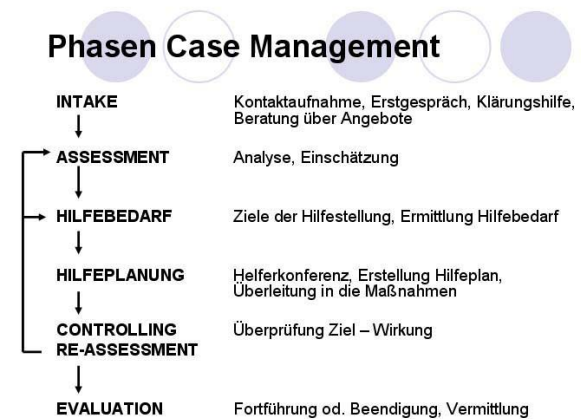 Phasen Case Management
INTAKE
Kontaktaufnahme, Erstgespräch, Klärungshilfe,
Beratung über Angebote
ASSESSMENT
Analyse, Einschätzung
HILFEBEDARF
Ziele der Hilfestellung, Ermittlung Hilfebedarf
HILFEPLANUNG
Helferkonferenz, Erstellung Hilfeplan,
Überleitung in die Maßnahmen
CONTROLLING
RE-ASSESSMENT
Überprüfung Ziel – Wirkung
EVALUATION
Fortführung od. Beendigung, Vermittlung